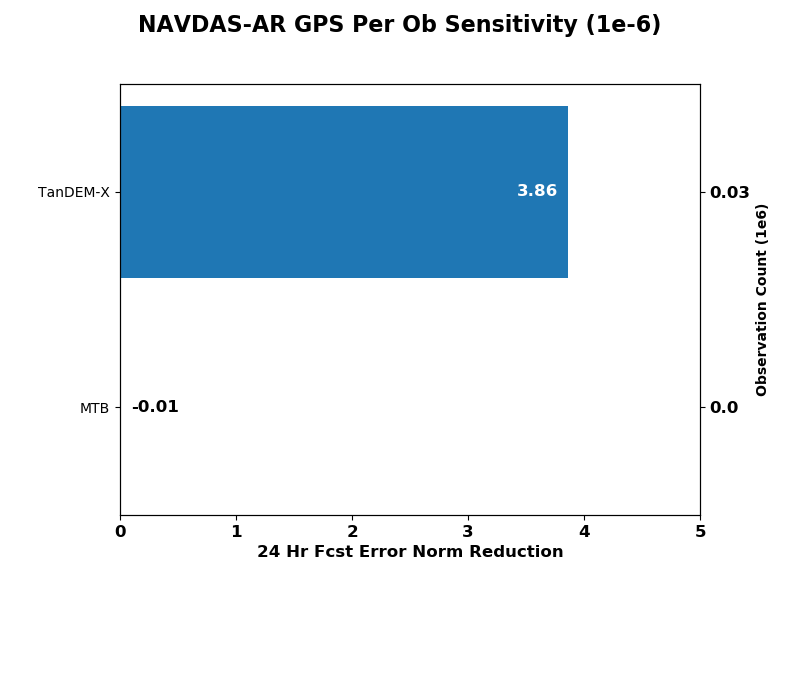 NAVDAS-AR GPS Per Ob Sensitivity (1e-6)
TanDEM-X
3.86
0.03
MTB
-0.01
0.0
Observation Count (1e6)
0 1 2 3 4 5
24 Hr Fcst Error Norm Reduction